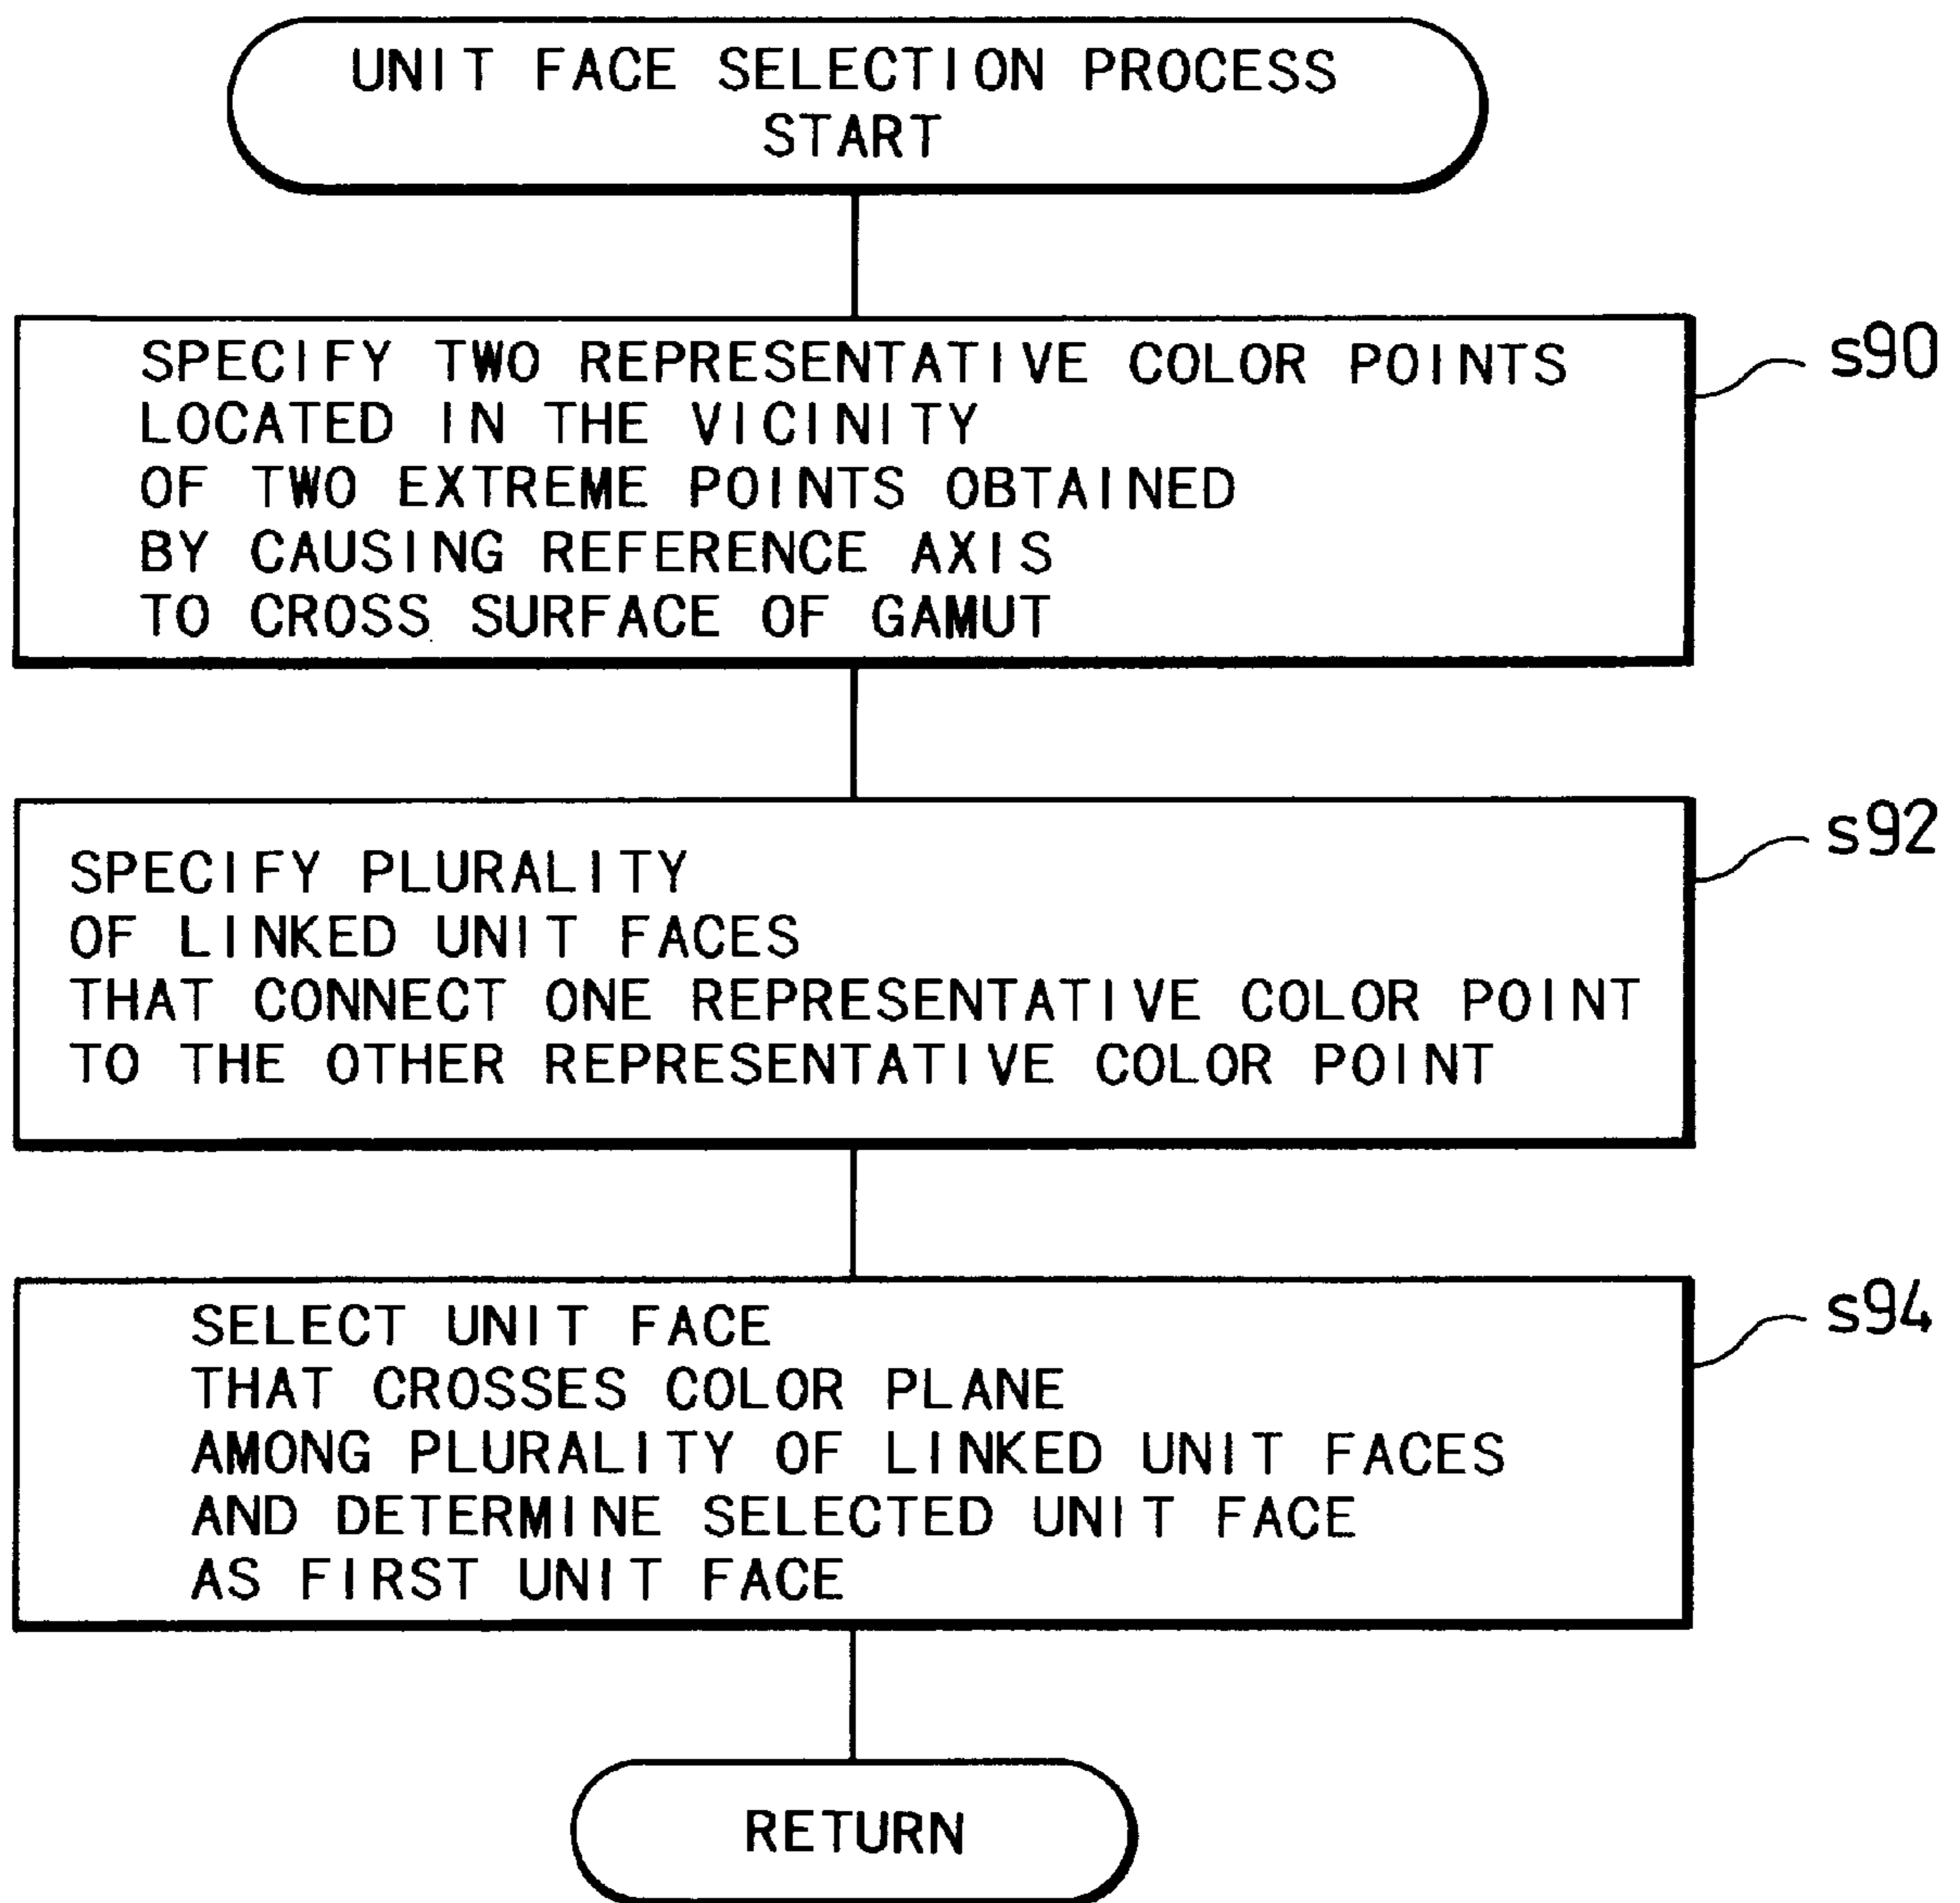 UNIT FACE SELECTION PROCESS
START
SPECIFY TWO REPRESENTATIVE COLOR POINTS
LOCATED IN THE VICINITY
OF TWO EXTREME POINTS OBTAINED
BY CAUSING REFERENCE AXIS
TO CROSS SURFACE OF GAMUT
s90
SPECIFY PLURALITY
OF LINKED UNIT FACES
THAT CONNECT ONE REPRESENTATIVE COLOR POINT
TO THE OTHER REPRESENTATIVE COLOR POINT
s92
SELECT UNIT FACE
THAT CROSSES COLOR PLANE
AMONG PLURALITY OF LINKED UNIT FACES
AND DETERMINE SELECTED UNIT FACE
AS FIRST UNIT FACE
s94
RETURN